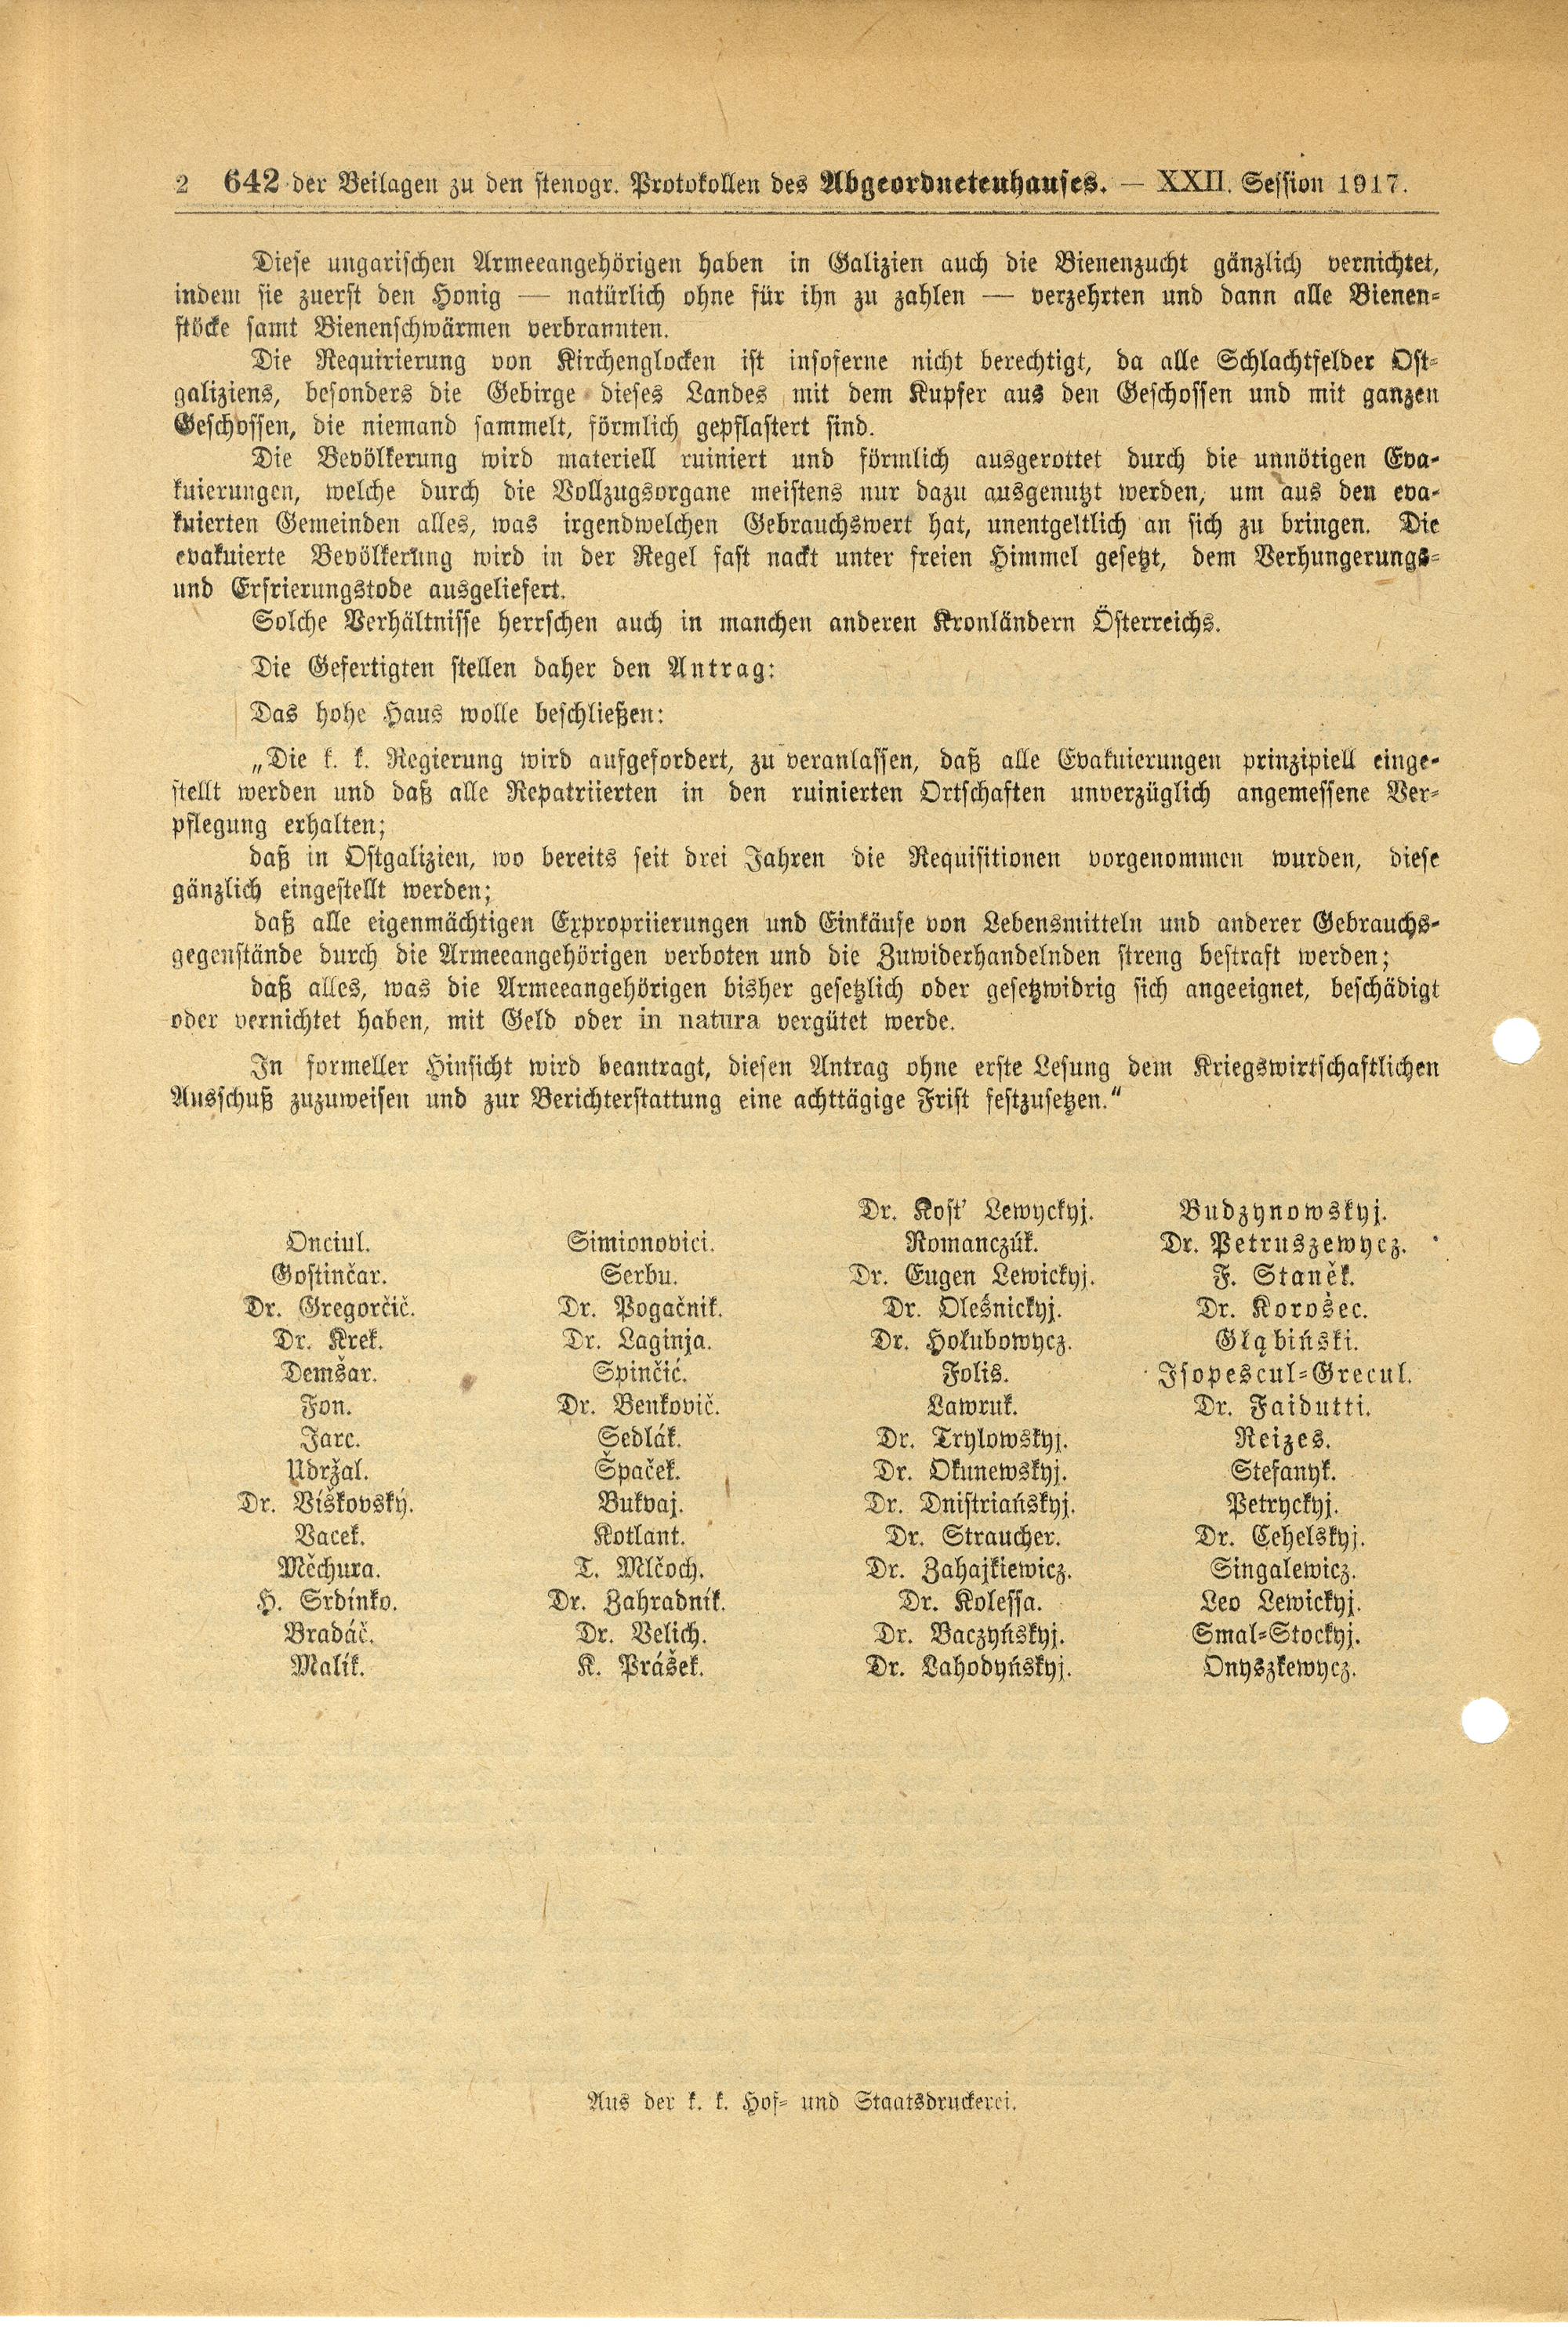 2 642 der Beilagen zu den stenogr. Protokollen des Abgeordnetenhauses. — XXII. Session 1917.
Diese ungarischen Armeeangehörigen haben in Galizien auch die Bienenzucht gänzlich vernichtet,
indem sie zuerst den Honig — natürlich ohne für ihn zu zahlen — verzehrten und dann alle Bienen-
stöcke samt Bienenschwärmen verbrannten.
Die Requirierung von Kirchenglocken ist insoferne nicht berechtigt, da alle Schlachtfelder Ost-
galiziens, besonders die Gebirge dieses Landes mit dem Kupfer aus den Geschossen und mit ganzen
Geschossen, die niemand sammelt, förmlich gepflastert sind.
Die Bevölkerung wird materiell ruiniert und förmlich ausgerottet durch die unnötigen Eva-
kuierungen, welche durch die Vollzugsorgane meistens nur dazu ausgenutzt werden, um aus den eva-
kuierten Gemeinden alles, was irgendwelchen Gebrauchswert hat, unentgeltlich an sich zu bringen. Die
evakuierte Bevölkerung wird in der Regel fast nackt unter freien Himmel gesetzt, dem Verhungerungs-
und Erfrierungstode ausgeliefert.
Solche Verhältnisse herrschen auch in manchen anderen Kronländern Österreichs.
Die Gefertigten stellen daher den Antrag:
Das hohe Haus wolle beschließen:
„Die k. k. Regierung wird aufgefordert, zu veranlassen, daß alle Evakuierungen prinzipiell einge-
stellt werden und daß alle Repatriierten in den ruinierten Ortschaften unverzüglich angemessene Ver-
pflegung erhalten;
daß in Ostgalizien, wo bereits seit drei Jahren die Requisitionen vorgenommen wurden, diese
gänzlich eingestellt werden;
daß alle eigenmächtigen Expropriierungen und Einkäufe von Lebensmitteln und anderer Gebrauchs-
gegenstände durch die Armeeangehörigen verboten und die Zuwiderhandelnden streng bestraft werden;
daß alles, was die Armeeangehörigen bisher gesetzlich oder gesetzwidrig sich angeeignet, beschädigt
oder vernichtet haben, mit Geld oder in natura vergütet werde.
In formeller Hinsicht wird beantragt, diesen Antrag ohne erste Lesung dem Kriegswirtschaftlichen
Ausschuß zuzuweisen und zur Berichterstattung eine achttägige Frist festzusetzen.“
Dr. Kost' Lewyckyj. Budzynowskyj.
Onciul. Simionovici. Romanczúk. Dr. Petruszewycz.
Gostinčar. Serbu. Dr. Eugen Lewickyj. F. Staněk.
Dr. Gregorčič. Dr. Pogačnik. Dr. Olešnickyj. Dr. Korošec.
Dr. Krek. Dr. Laginja. Dr. Hołubowycz. Głąbiński.
Demšar. Spinčić. Folis. Isopescul-Grecul.
Fon. Dr. Benkovič. Lawruk. Dr. Faidutti.
Jarc. Sedlák. Dr. Trylowskyj. Reizes.
Udržal. Špaček. Dr. Okunewskyj. Stefanyk.
Dr. Viškovský. Bukvaj. Dr. Dnistriańskyj. Petryckyj.
Vacek. Kotlant. Dr. Straucher. Dr. Cehelskyj.
Měchura. T. Mlčoch. Dr. Zahajkiewicz. Singalewicz.
H. Srdínko. Dr. Zahradník. Dr. Kolessa. Leo Lewickyj.
Bradáč. Dr. Velich. Dr. Baczyńskyj. Smal-Stockyj.
Malík. K. Prášek. Dr. Lahodyńskyj. Onyszkewycz.
Aus der k. k. Hof- und Staatsdruckerei.